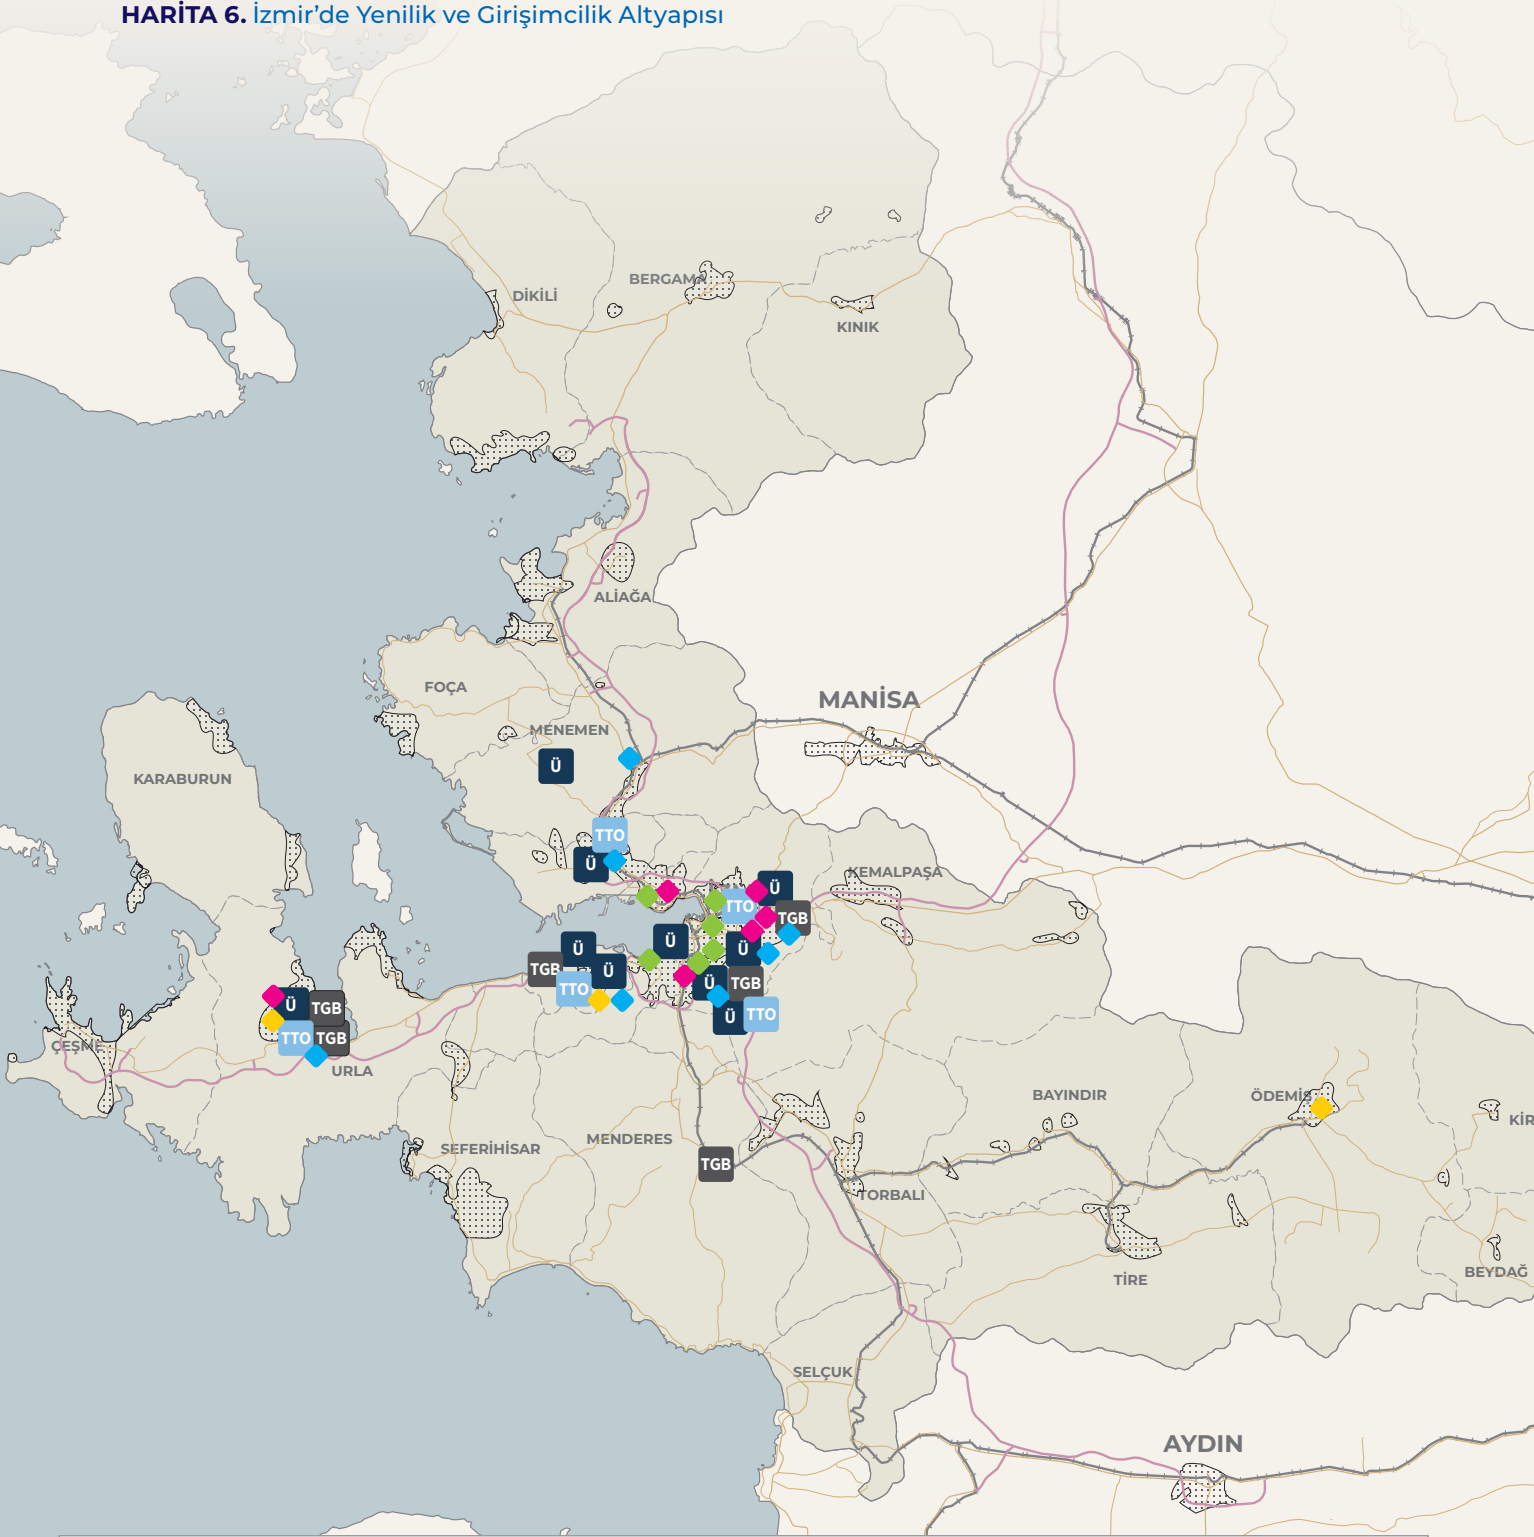 HARİTA 6. İzmir’de Yenilik ve Girişimcilik Altyapısı
BERGAMA
DİKİLİ
KINIK
ALİAĞA
FOÇA
MANİSA
MENEMEN
Ü
KARABURUN
TTO
Ü
KEMALPAŞA
Ü
TTO
TGB
Ü
Ü
Ü
TGB
Ü
TTO
Ü
TGB
Ü
TGB
Ü
TTO
TTO
TGB
ÇEŞME
URLA
BAYINDIR
ÖDEMİŞ
KİR
MENDERES
SEFERİHİSAR
TGB
TORBALI
BEYDAĞ
TİRE
SELÇUK
AYDIN